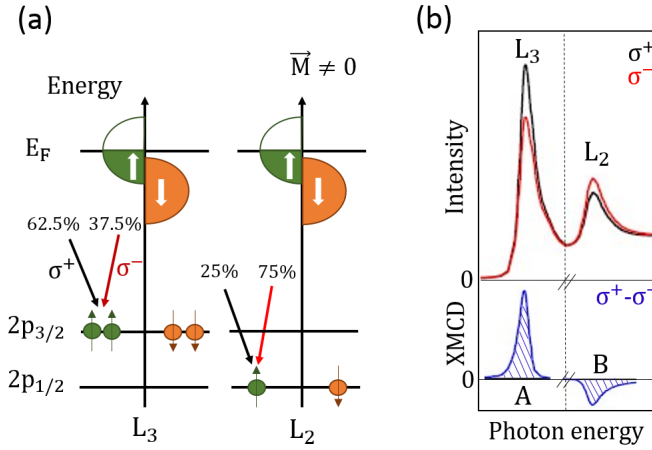 (a)
Energy
M⃗ ≠ 0
E_F
62.5% 37.5%
σ⁺
σ⁻
25%
75%
2p₃/₂
2p₁/₂
L₃
L₂
(b)
L₃
σ⁺
σ⁻
L₂
Intensity
0
σ⁺-σ⁻
XMCD
0
A
B
Photon energy